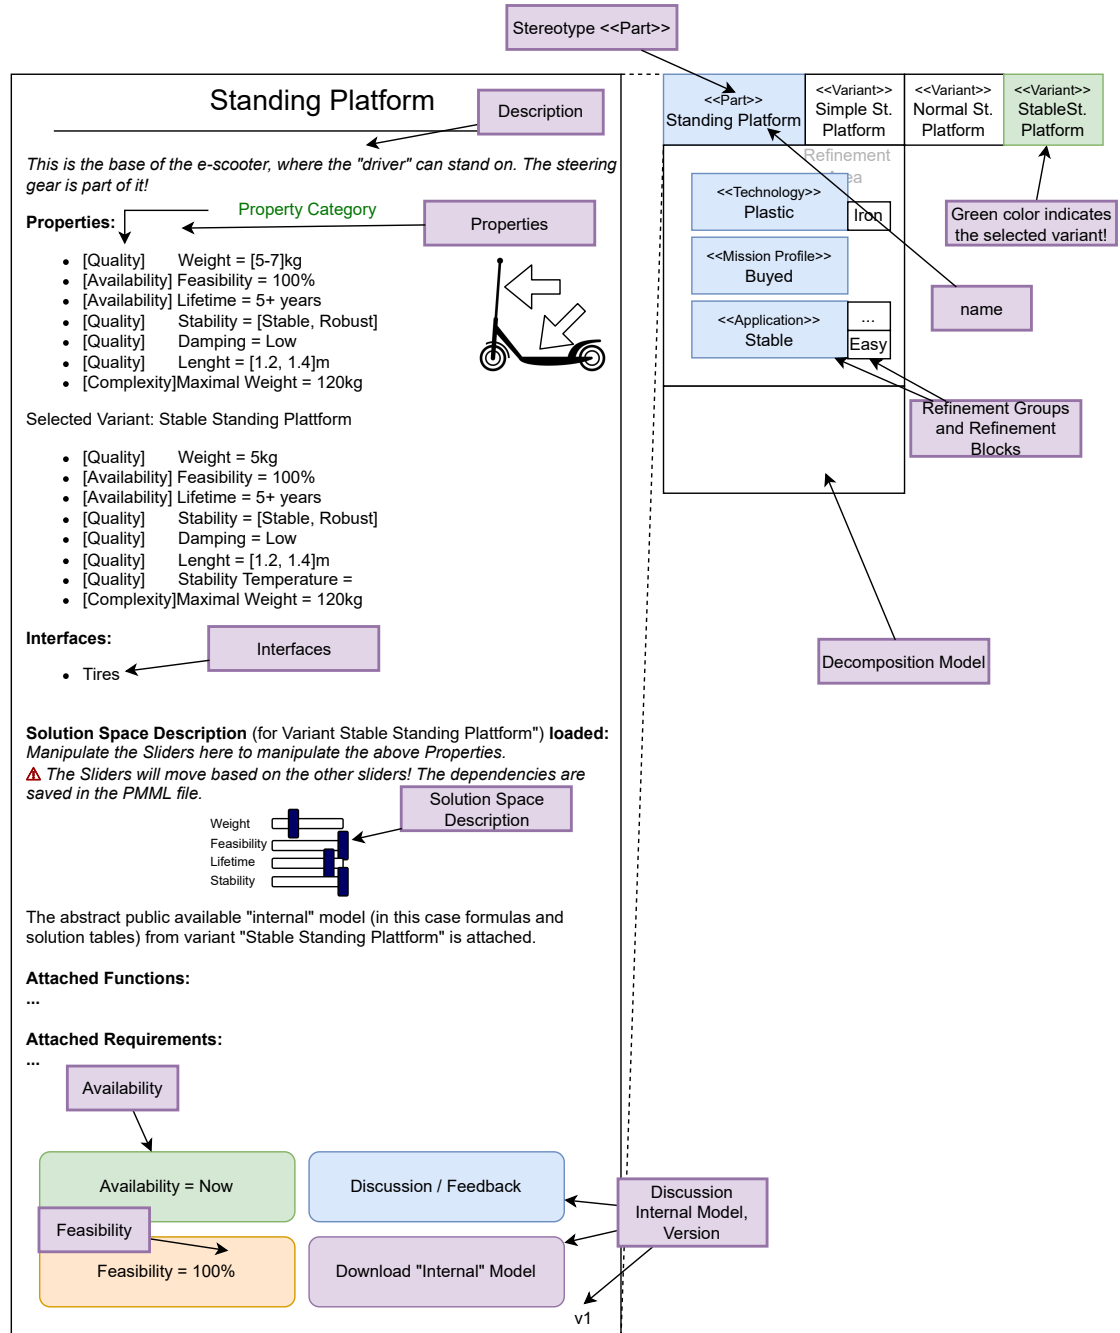 Stereotype <<Part>>
Standing Platform
Description
This is the base of the e-scooter, where the "driver" can stand on. The steering
gear is part of it!
Property Category
Properties:
Properties
[Quality] Weight = [5-7]kg
[Availability] Feasibility = 100%
[Availability] Lifetime = 5+ years
[Quality] Stability = [Stable, Robust]
[Quality] Damping = Low
[Quality] Lenght = [1.2, 1.4]m
[Complexity]Maximal Weight = 120kg
Selected Variant: Stable Standing Plattform
[Quality] Weight = 5kg
[Availability] Feasibility = 100%
[Availability] Lifetime = 5+ years
[Quality] Stability = [Stable, Robust]
[Quality] Damping = Low
[Quality] Lenght = [1.2, 1.4]m
[Quality] Stability Temperature =
[Complexity]Maximal Weight = 120kg
Interfaces:
Interfaces
Tires
Solution Space Description (for Variant Stable Standing Plattform") loaded:
Manipulate the Sliders here to manipulate the above Properties.
⚠ The Sliders will move based on the other sliders! The dependencies are
saved in the PMML file.
Solution Space
Description
Weight
Feasibility
Lifetime
Stability
The abstract public available "internal" model (in this case formulas and
solution tables) from variant "Stable Standing Plattform" is attached.
Attached Functions:
...
Attached Requirements:
...
Availability
Availability = Now
Discussion / Feedback
Feasibility
Feasibility = 100%
Download "Internal" Model
Discussion
Internal Model,
Version
v1
<<Part>>
Standing Platform
<<Variant>>
Simple St.
Platform
<<Variant>>
Normal St.
Platform
<<Variant>>
StableSt.
Platform
Refinement
<<Technology>>
Plastic
Iron
<<Mission Profile>>
Buyed
<<Application>>
Stable
...
Easy
Green color indicates
the selected variant!
name
Refinement Groups
and Refinement
Blocks
Decomposition Model